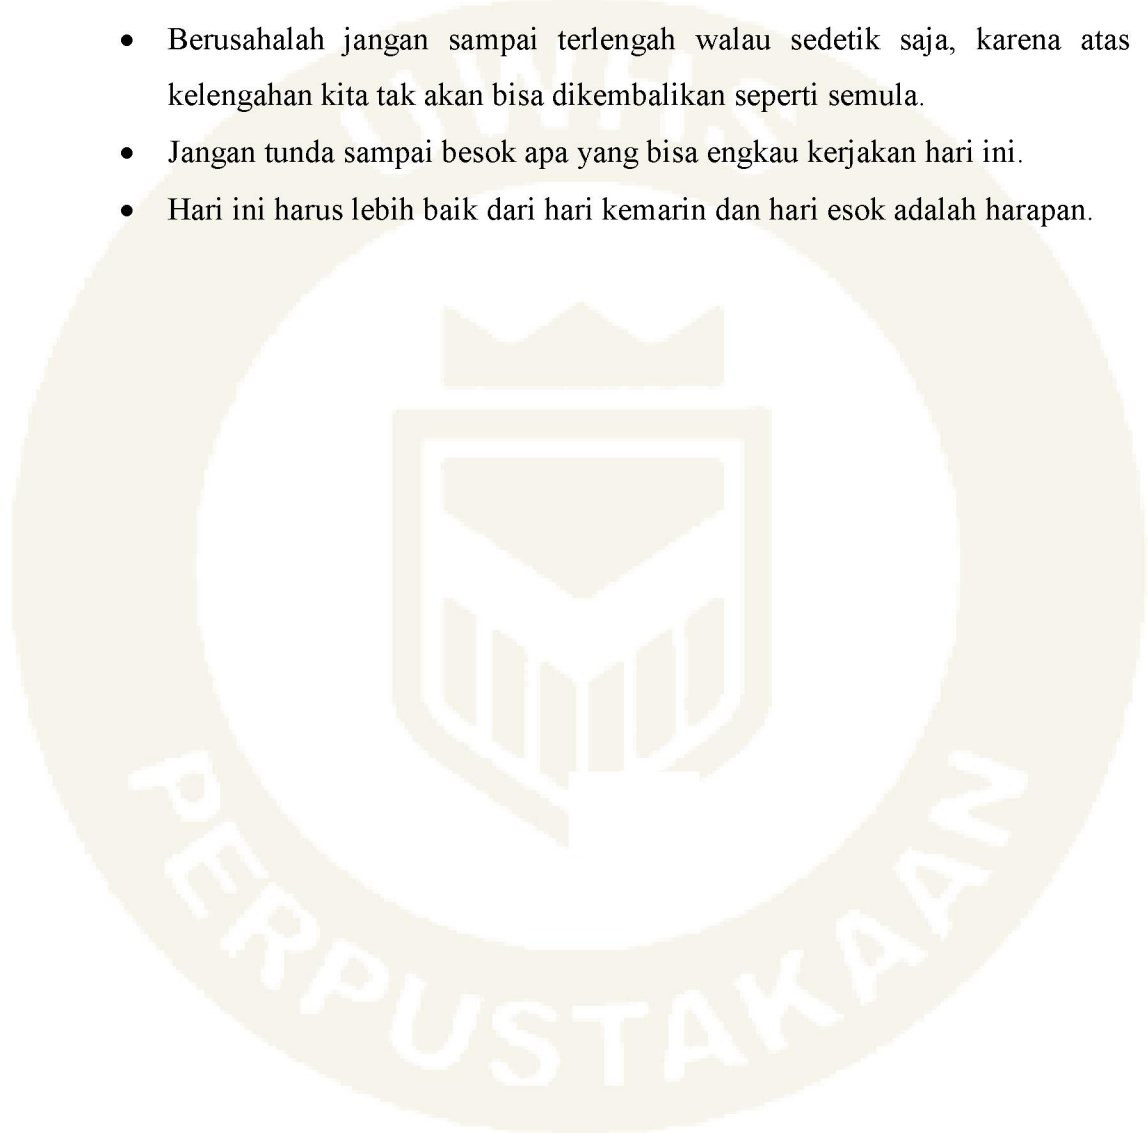 • Berusahalah jangan sampai terlengah walau sedetik saja, karena atas
kelengahan kita tak akan bisa dikembalikan seperti semula.
• Jangan tunda sampai besok apa yang bisa engkau kerjakan hari ini.
• Hari ini harus lebih baik dari hari kemarin dan hari esok adalah harapan.
UWHS
PERPUSTAKAAN